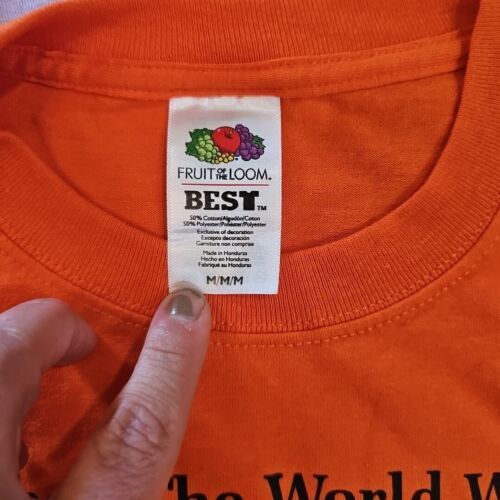 FRUIT OF THE LOOM.
BEST™
50% Cotton/Algodón/Coton
50% Polyester/Poliéster/Polyester
Exclusive of decoration
Excepto decoración
Garniture non comprise
Made in Honduras
Hecho en Honduras
Fabriqué au Honduras
M/M/M
The World W